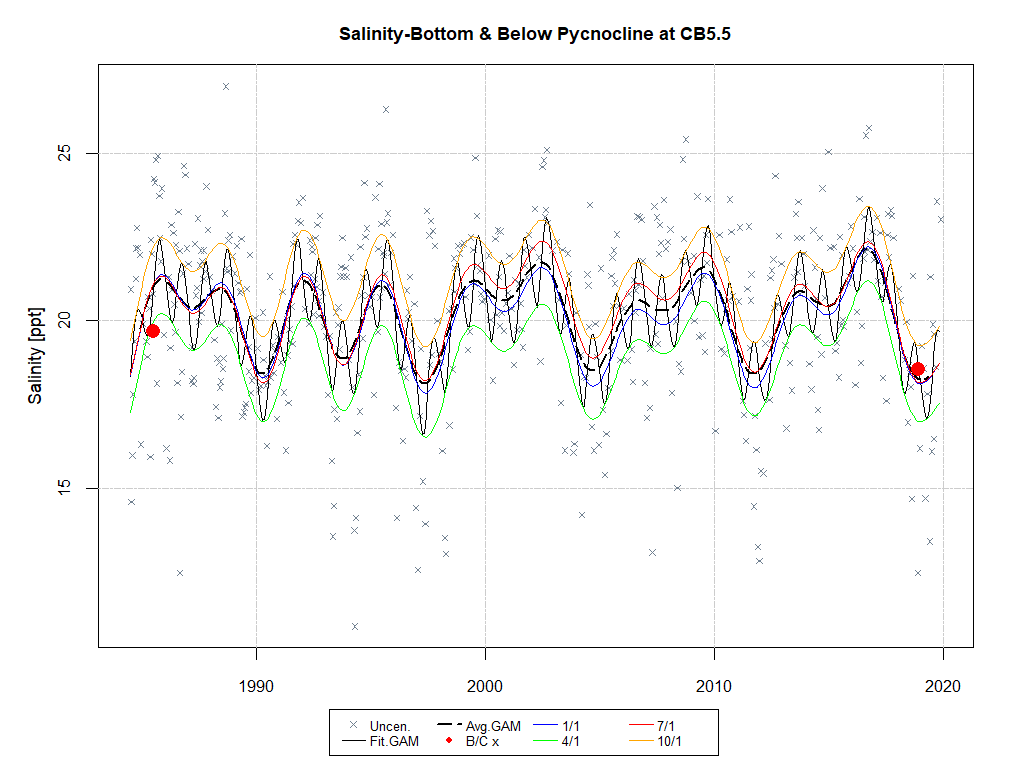 Salinity-Bottom & Below Pycnocline at CB5.5
Salinity [ppt]
25
20
15
1990 2000 2010 2020
Uncen. Avg.GAM 1/1 7/1
Fit.GAM B/C x 4/1 10/1